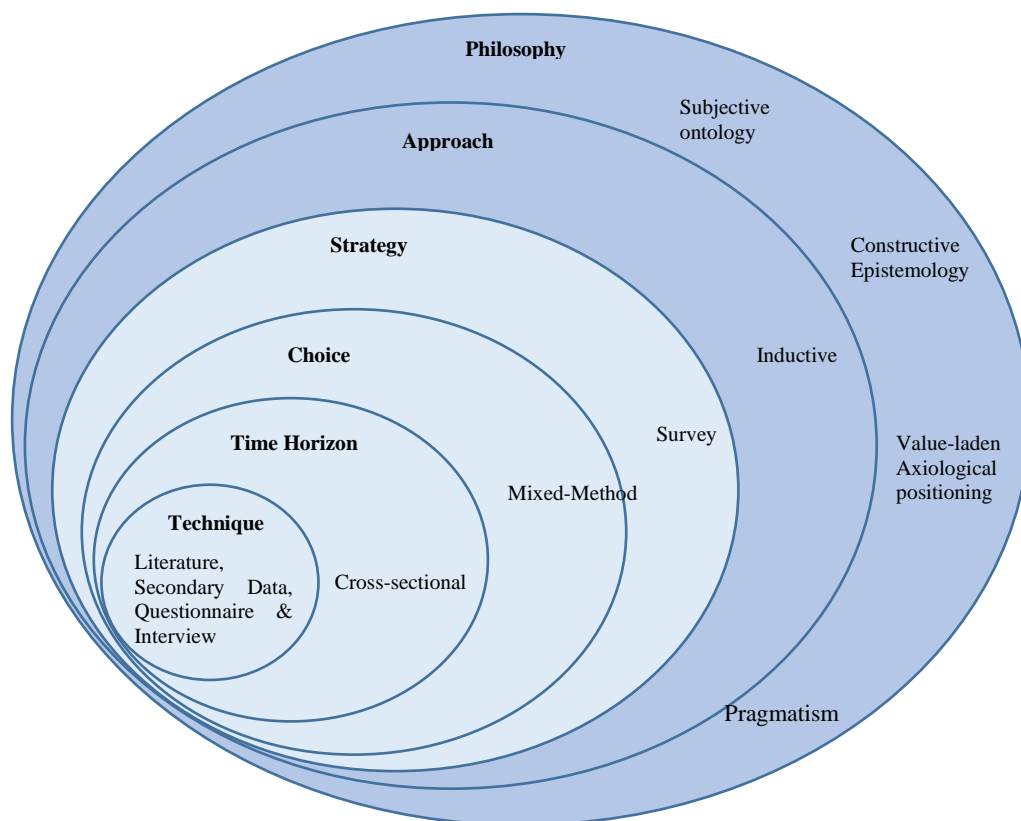 Philosophy
Subjective
ontology
Approach
Strategy
Constructive
Epistemology
Choice
Inductive
Time Horizon
Survey
Value-laden
Axiological
positioning
Mixed-Method
Technique
Literature,
Secondary Data,
Questionnaire &
Interview
Cross-sectional
Pragmatism